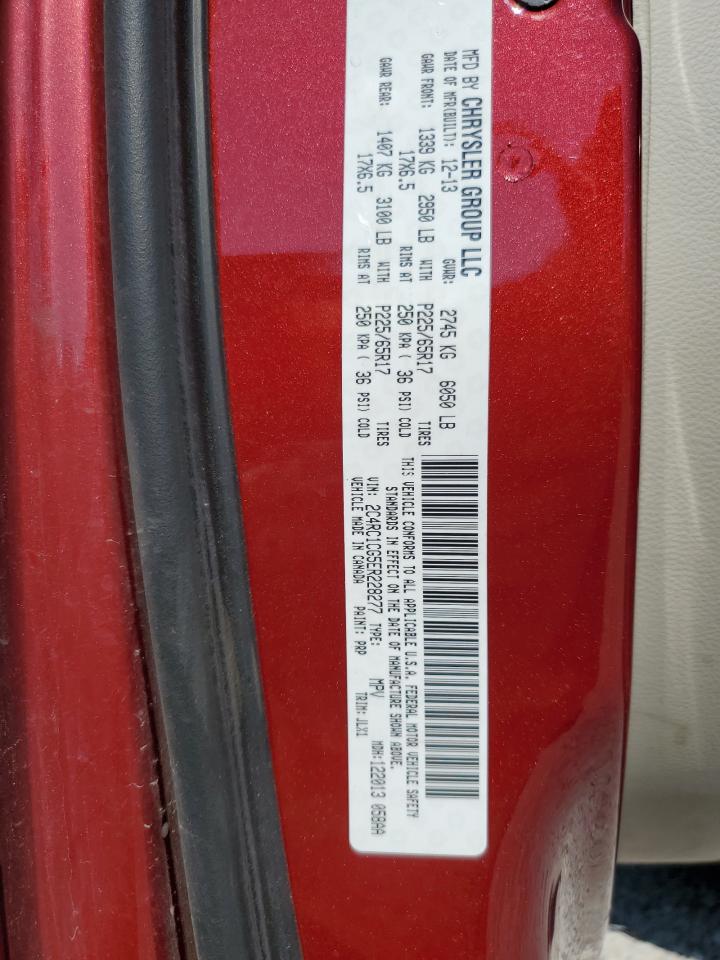 MFD BY CHRYSLER GROUP LLC
DATE OF MFR(BUILT): 12-13 GVWR: 2745 KG 6050 LB
GAWR FRONT: 1339 KG 2950 LB WITH P225/65R17 TIRES
17X6.5 RIMS AT 250 KPA ( 36 PSI) COLD
GAWR REAR: 1407 KG 3100 LB WITH P225/65R17 TIRES
17X6.5 RIMS AT 250 KPA ( 36 PSI) COLD
THIS VEHICLE CONFORMS TO ALL APPLICABLE U.S.A. FEDERAL MOTOR VEHICLE SAFETY
STANDARDS IN EFFECT ON THE DATE OF MANUFACTURE SHOWN ABOVE.
VIN: 2C4RC1CG5ER228277 TYPE: MPV MDH:122013 058AA
VEHICLE MADE IN CANADA PAINT: PRP TRIM: JLX1